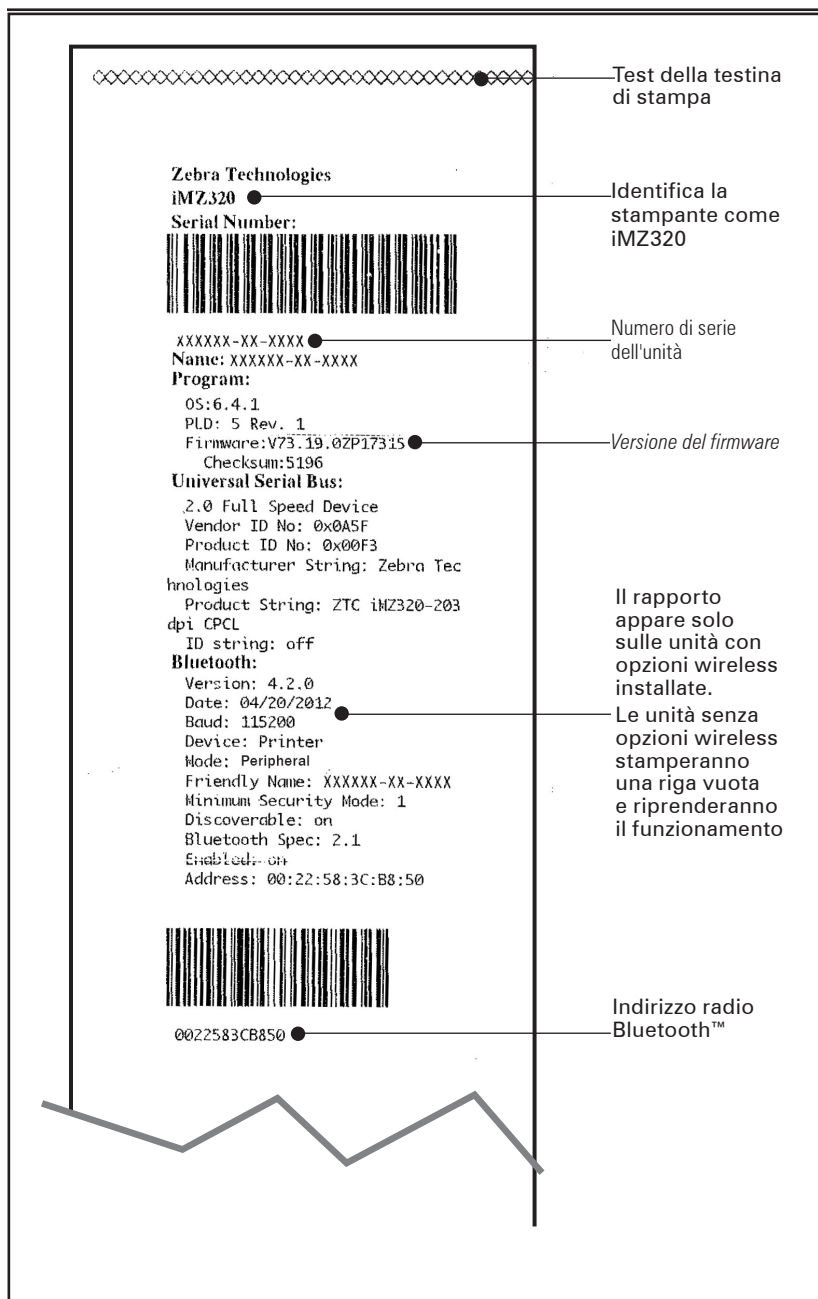 Test della testina
di stampa
Zebra Technologies
iMZ320
Identifica la
stampante come
iMZ320
Serial Number:
XXXXXX-XX-XXXX
Numero di serie
dell'unità
Name: XXXXXX-XX-XXXX
Program:
OS:6.4.1
PLD: 5 Rev. 1
Firmware:V73.19.0ZP17315
Versione del firmware
Checksum:5196
Universal Serial Bus:
2.0 Full Speed Device
Vendor ID No: 0x0A5F
Product ID No: 0x00F3
Manufacturer String: Zebra Tec
hnologies
Product String: ZTC iMZ320-203
dpi CPCL
ID string: off
Il rapporto
appare solo
sulle unità con
opzioni wireless
installate.
Le unità senza
opzioni wireless
stamperanno
una riga vuota
e riprenderanno
il funzionamento
Bluetooth:
Version: 4.2.0
Date: 04/20/2012
Baud: 115200
Device: Printer
Mode: Peripheral
Friendly Name: XXXXXX-XX-XXXX
Minimum Security Mode: 1
Discoverable: on
Bluetooth Spec: 2.1
Enabled: on
Address: 00:22:58:3C:B8:50
0022583CB850
Indirizzo radio
Bluetooth™